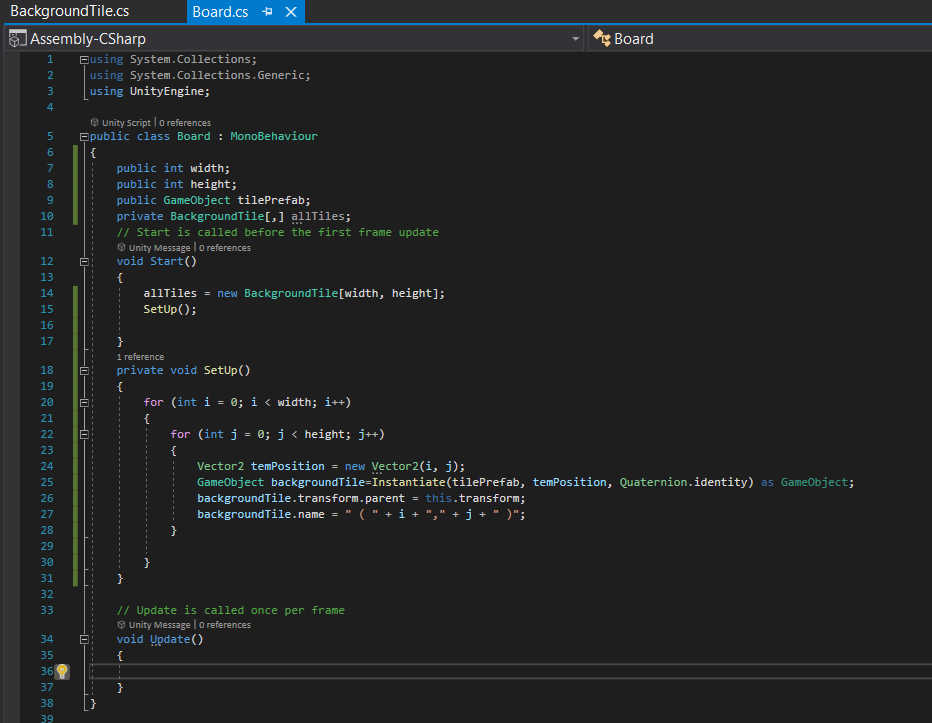 BackgroundTile.cs
Board.cs
Assembly-CSharp
Board
1 using System.Collections;
2 using System.Collections.Generic;
3 using UnityEngine;
4
Unity Script | 0 references
5 public class Board : MonoBehaviour
6 {
7 public int width;
8 public int height;
9 public GameObject tilePrefab;
10 private BackgroundTile[,] allTiles;
11 // Start is called before the first frame update
Unity Message | 0 references
12 void Start()
13 {
14 allTiles = new BackgroundTile[width, height];
15 SetUp();
16
17 }
1 reference
18 private void SetUp()
19 {
20 for (int i = 0; i < width; i++)
21 {
22 for (int j = 0; j < height; j++)
23 {
24 Vector2 temPosition = new Vector2(i, j);
25 GameObject backgroundTile=Instantiate(tilePrefab, temPosition, Quaternion.identity) as GameObject;
26 backgroundTile.transform.parent = this.transform;
27 backgroundTile.name = " ( " + i + "," + j + " )";
28 }
29
30 }
31 }
32
33 // Update is called once per frame
Unity Message | 0 references
34 void Update()
35 {
36
37 }
38 }
39